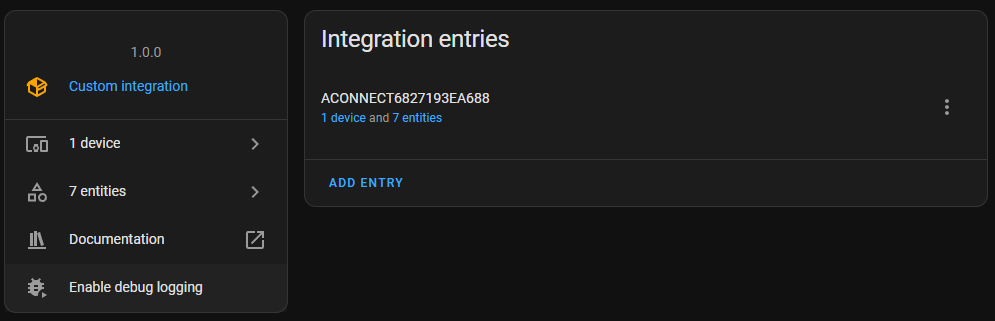 1.0.0
Custom integration
1 device
7 entities
Documentation
Enable debug logging
Integration entries
ACONNECT6827193EA688
1 device and 7 entities
ADD ENTRY